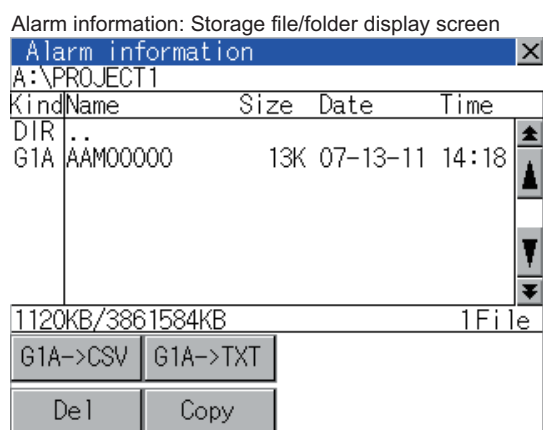 Alarm information: Storage file/folder display screen
Alarm information
A:\PROJECT1
Kind Name Size Date Time
DIR ..
G1A AAM00000 13K 07-13-11 14:18
1120KB/3861584KB 1File
G1A->CSV G1A->TXT
Del Copy